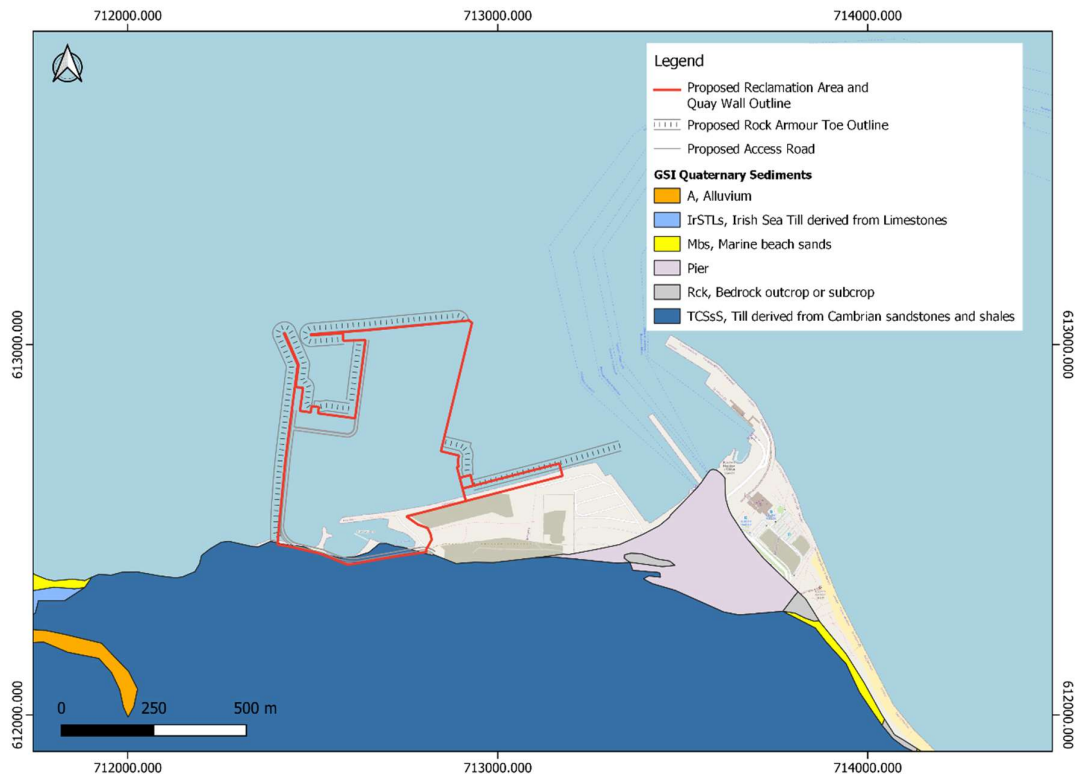 712000.000
713000.000
714000.000
Legend
Proposed Reclamation Area and
Quay Wall Outline
Proposed Rock Armour Toe Outline
Proposed Access Road
GSI Quaternary Sediments
A, Alluvium
IrSTLs, Irish Sea Till derived from Limestones
Mbs, Marine beach sands
Pier
Rck, Bedrock outcrop or subcrop
TCSsS, Till derived from Cambrian sandstones and shales
613000.000
613000.000
612000.000
612000.000
0
250
500 m
712000.000
713000.000
714000.000